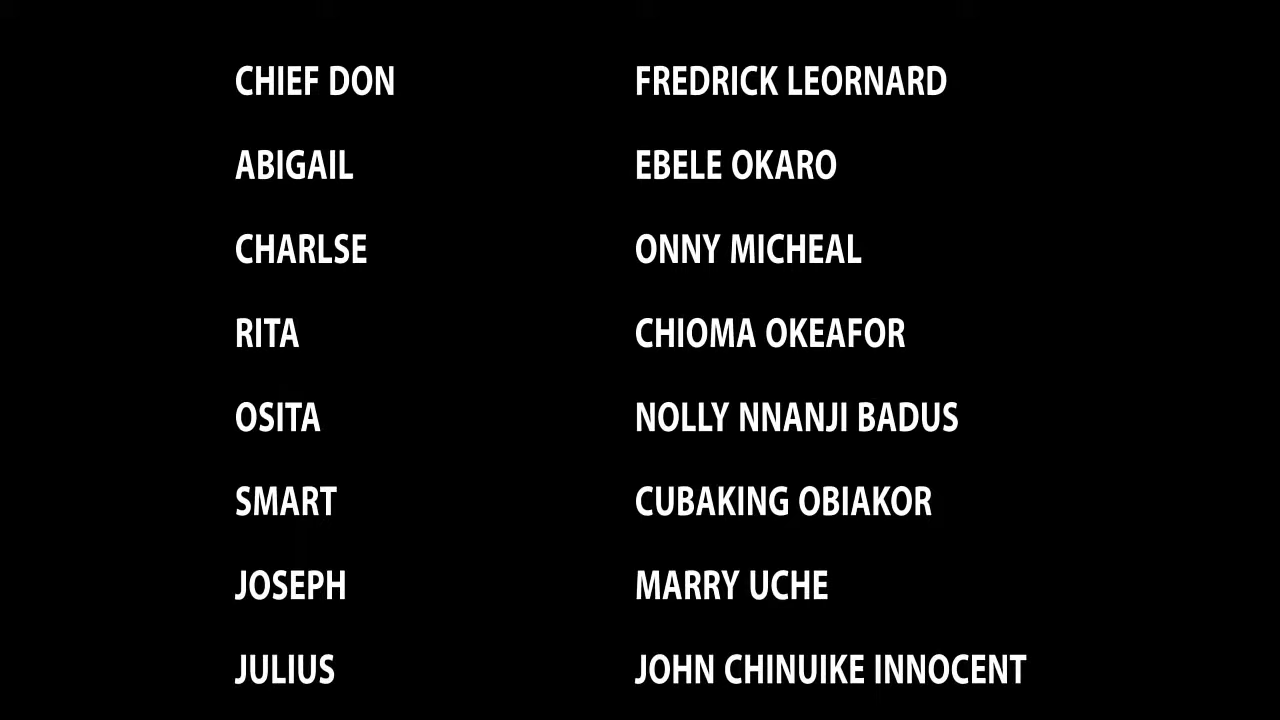 CHIEF DON FREDRICK LEORNARD
ABIGAIL EBELE OKARO
CHARLSE ONNY MICHEAL
RITA CHIOMA OKEAFOR
OSITA NOLLY NNANJI BADUS
SMART CUBAKING OBIAKOR
JOSEPH MARRY UCHE
JULIUS JOHN CHINUIKE INNOCENT